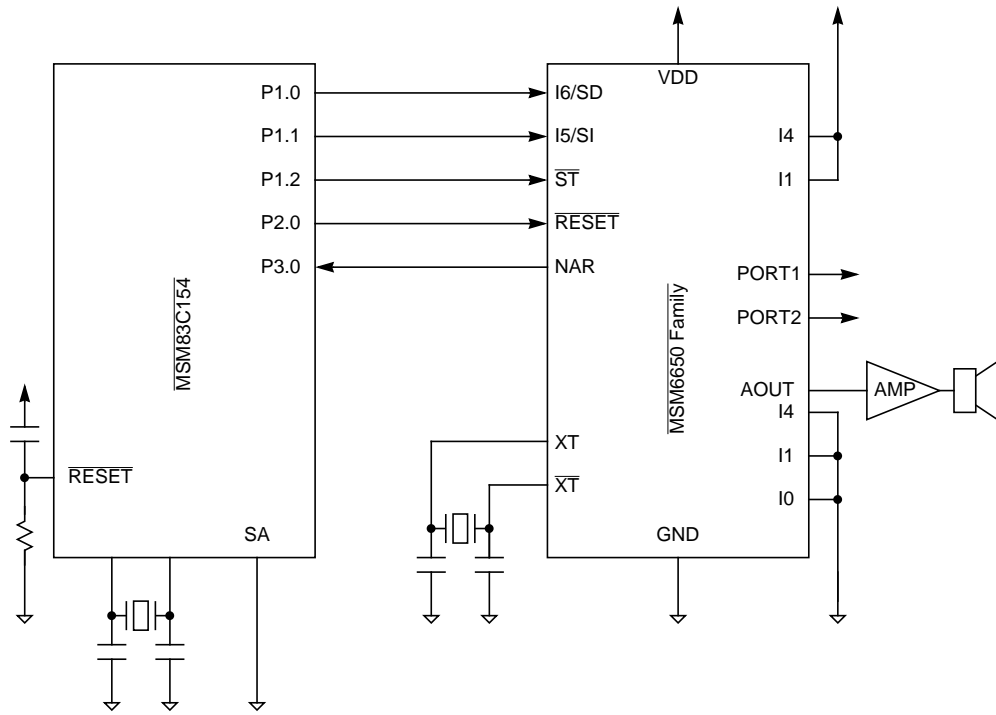 P1.0
P1.1
P1.2
P2.0
P3.0
MSM83C154
RESET
SA
VDD
I6/SD
I5/SI
ST
RESET
NAR
XT
XT
GND
MSM6650 Family
I4
I1
PORT1
PORT2
AOUT
I4
I1
I0
AMP